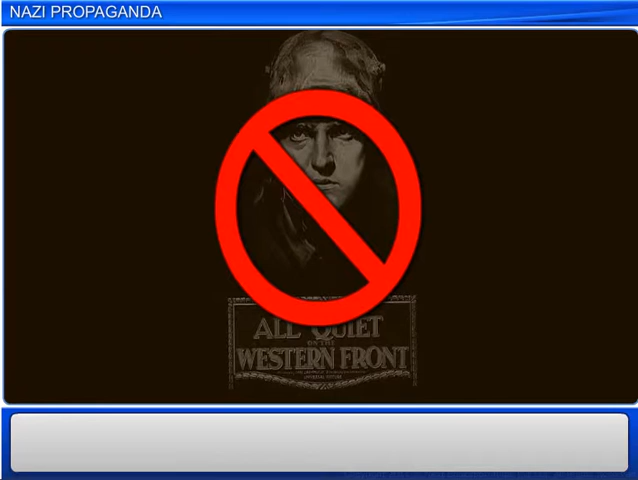 NAZI PROPAGANDA
ALL QUIET
ON THE
WESTERN FRONT